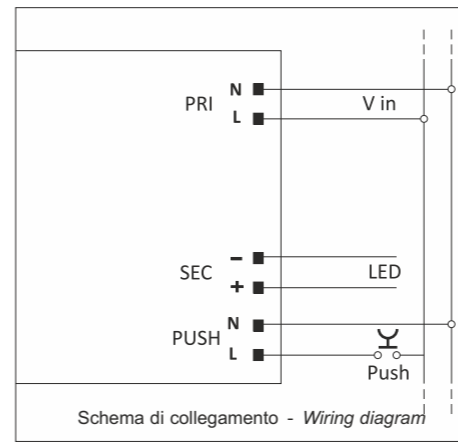 N
PRI
V in
L
−
SEC
LED
+
N
PUSH
L
Push
Schema di collegamento - Wiring diagram